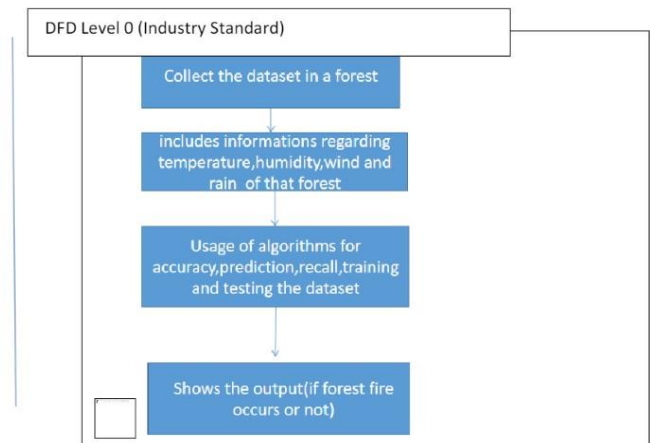 DFD Level 0 (Industry Standard)
Collect the dataset in a forest
includes informations regarding
temperature,humidity,wind and
rain of that forest
Usage of algorithms for
accuracy,prediction,recall,training
and testing the dataset
Shows the output(if forest fire
occurs or not)